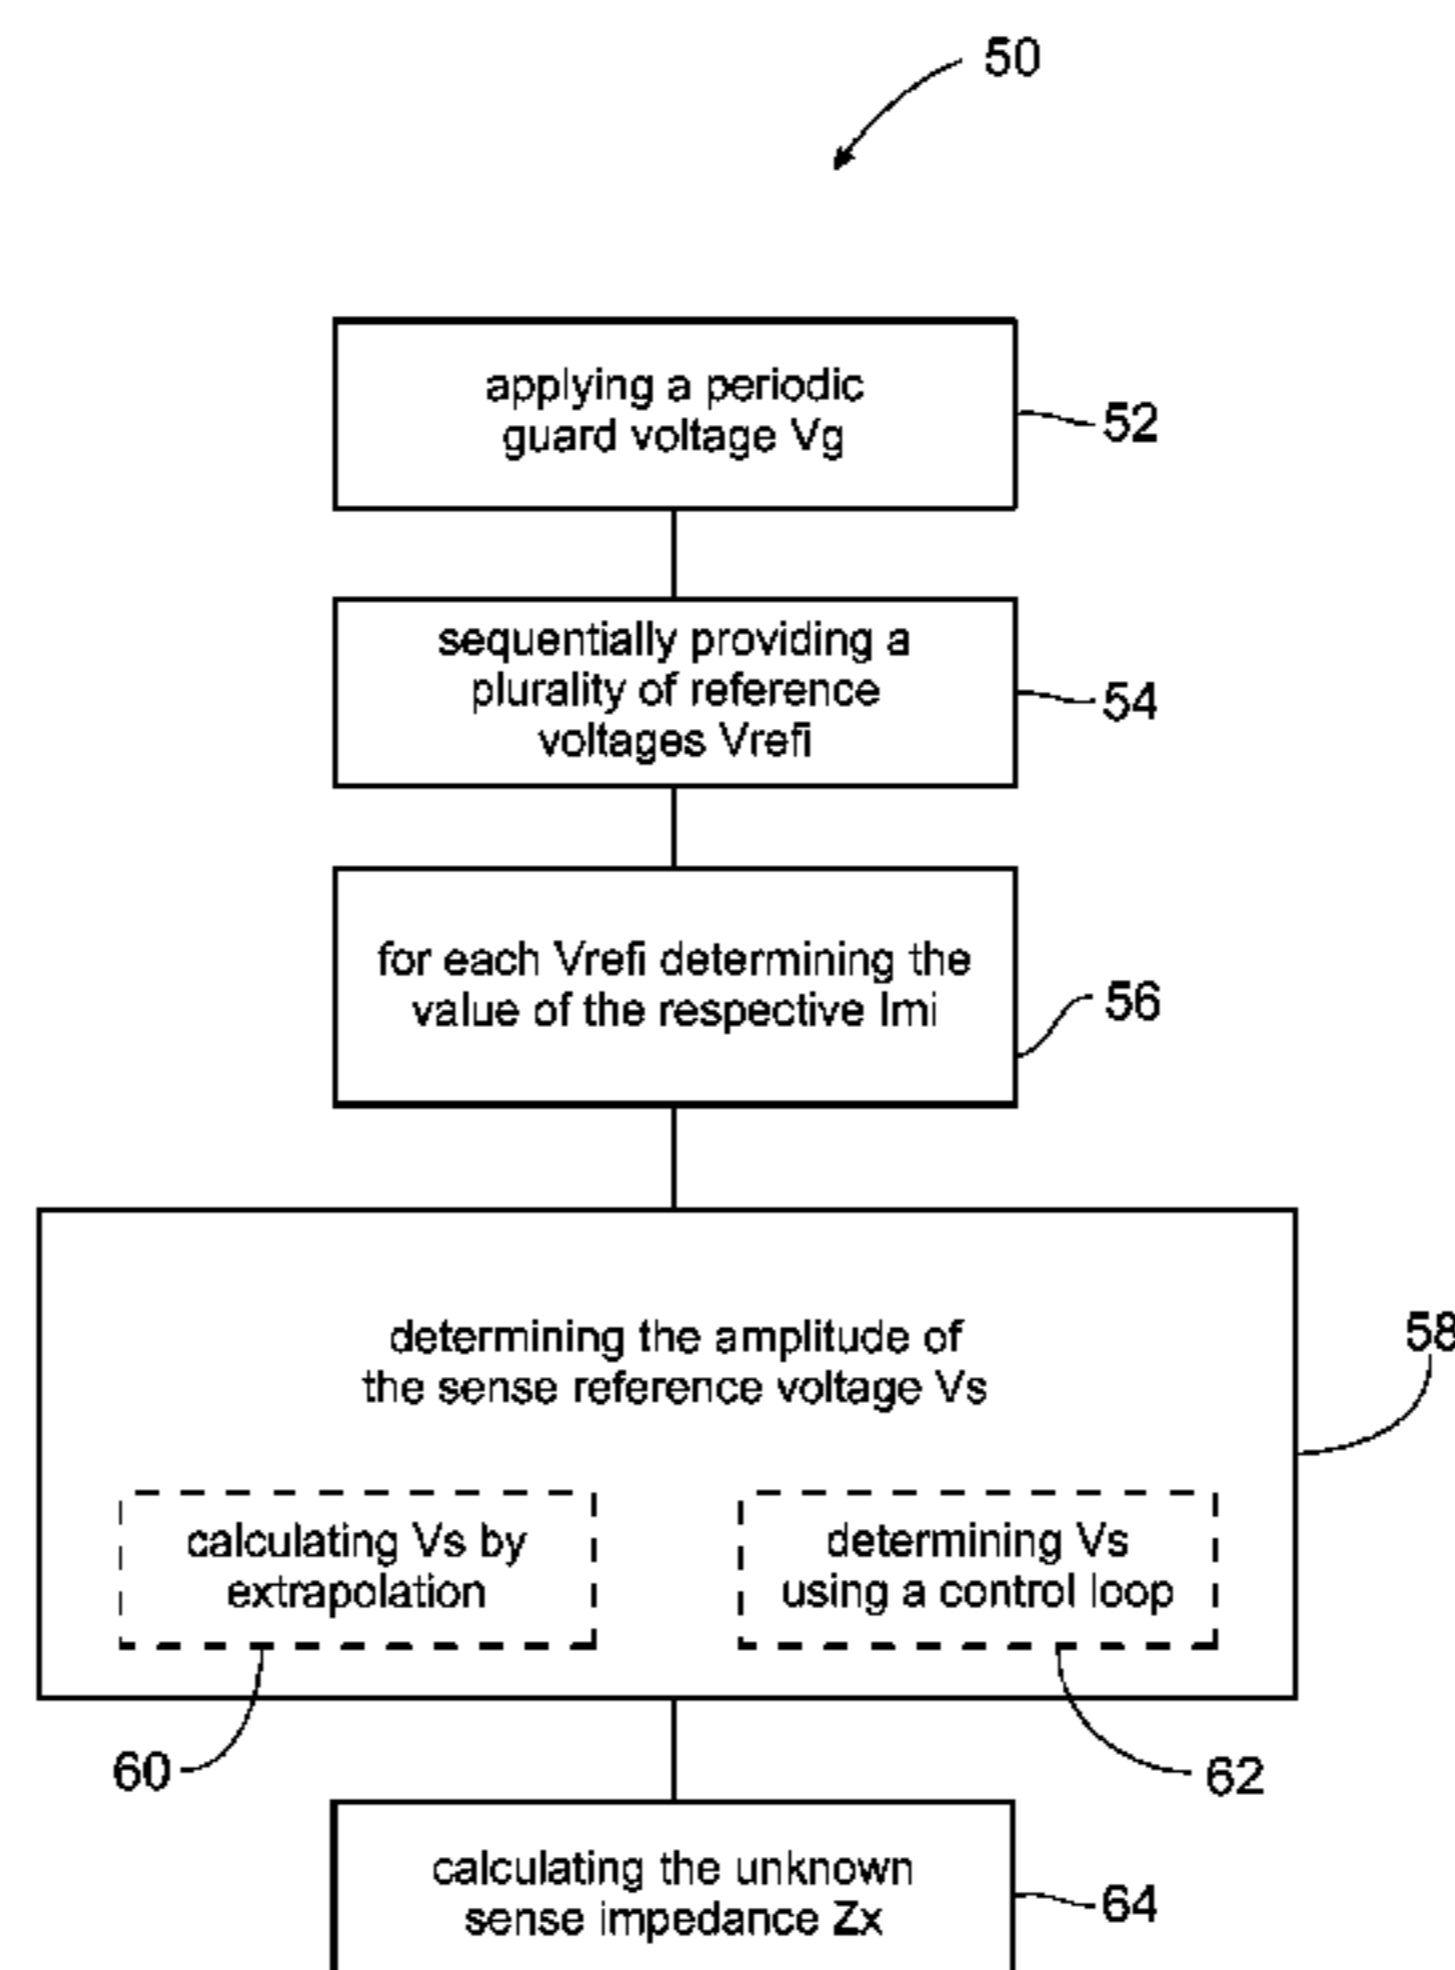 50
applying a periodic
guard voltage Vg
52
sequentially providing a
plurality of reference
voltages Vrefi
54
for each Vrefi determining the
value of the respective Imi
56
determining the amplitude of
the sense reference voltage Vs
58
calculating Vs by
extrapolation
determining Vs
using a control loop
60
62
calculating the unknown
sense impedance Zx
64